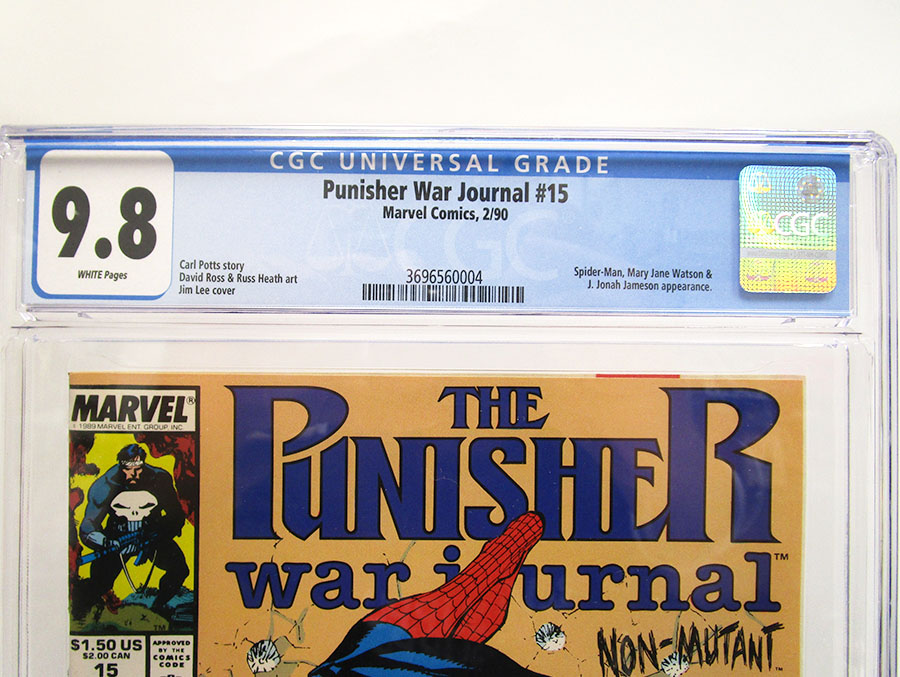 CGC UNIVERSAL GRADE
9.8
WHITE Pages
Punisher War Journal #15
Marvel Comics, 2/90
Carl Potts story
David Ross & Russ Heath art
Jim Lee cover
3696560004
Spider-Man, Mary Jane Watson &
J. Jonah Jameson appearance.
CGC
CGC
MARVEL®
© 1989 MARVEL ENT. GROUP, INC.
THE
PUNISHER
war j urnal™
NON-MUTANT
TM
$1.50 US
$2.00 CAN
15
APPROVED
BY THE
COMICS
CODE